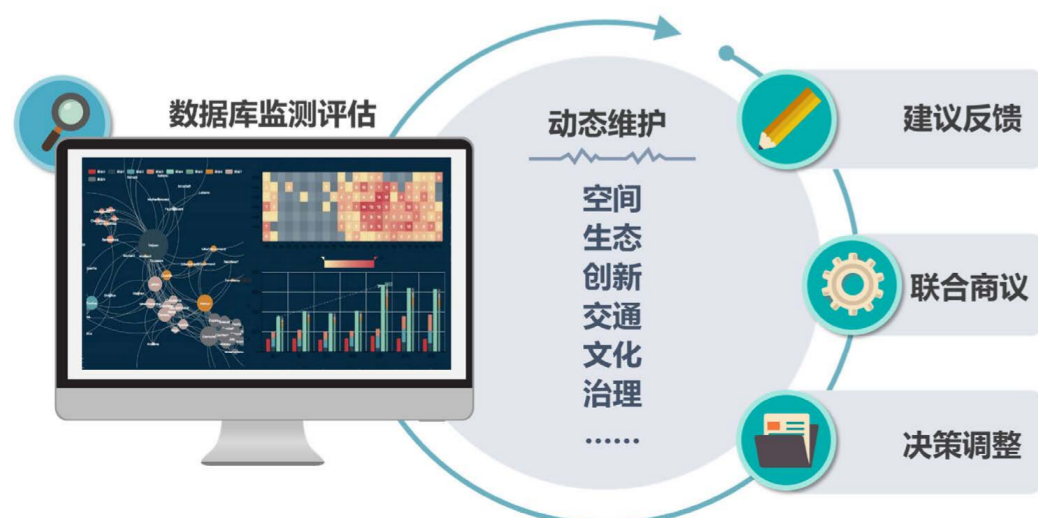 数据库监测评估
动态维护
空间
生态
创新
交通
文化
治理
……
建议反馈
联合商议
决策调整